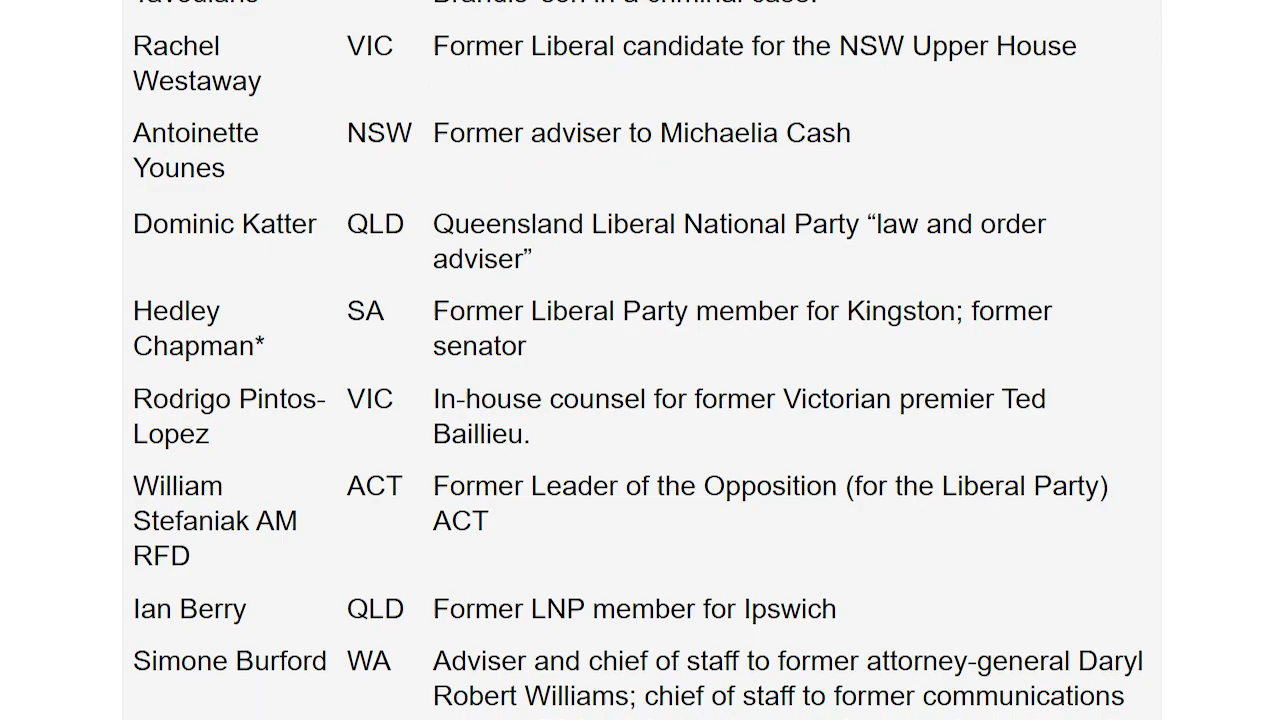 Rachel VIC Former Liberal candidate for the NSW Upper House
Westaway
Antoinette NSW Former adviser to Michaelia Cash
Younes
Dominic Katter QLD Queensland Liberal National Party “law and order
adviser”
Hedley SA Former Liberal Party member for Kingston; former
Chapman* senator
Rodrigo Pintos- VIC In-house counsel for former Victorian premier Ted
Lopez Baillieu.
William ACT Former Leader of the Opposition (for the Liberal Party)
Stefaniak AM ACT
RFD
Ian Berry QLD Former LNP member for Ipswich
Simone Burford WA Adviser and chief of staff to former attorney-general Daryl
Robert Williams; chief of staff to former communications